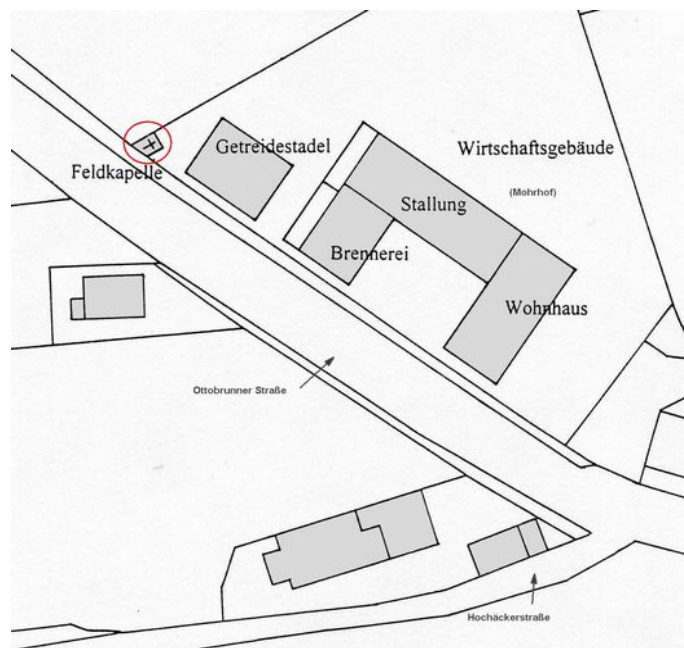 Getreidestadel
Wirtschaftsgebäude
(Mohrhof)
Feldkapelle
Stallung
Brennerei
Wohnhaus
Ottobrunner Straße
Hochäckerstraße